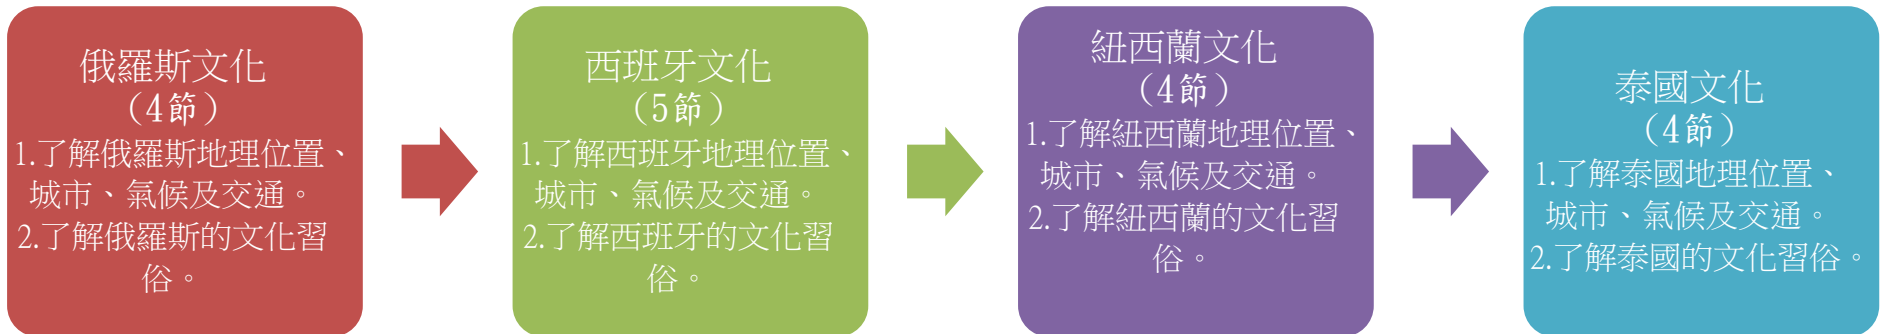 俄羅斯文化
（4節）
1.了解俄羅斯地理位置、
城市、氣候及交通。
2.了解俄羅斯的文化習
俗。
西班牙文化
（5節）
1.了解西班牙地理位置、
城市、氣候及交通。
2.了解西班牙的文化習
俗。
紐西蘭文化
（4節）
1.了解紐西蘭地理位置、
城市、氣候及交通。
2.了解紐西蘭的文化習
俗。
泰國文化
（4節）
1.了解泰國地理位置、
城市、氣候及交通。
2.了解泰國的文化習俗。